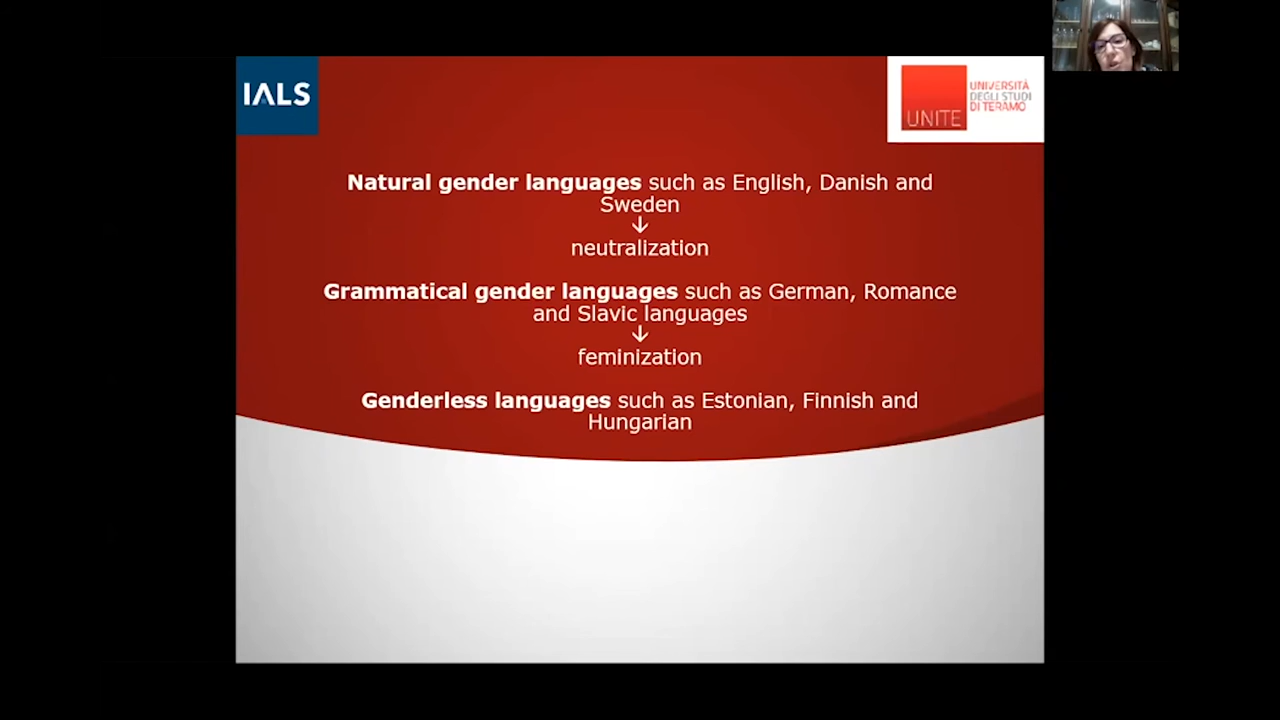 IALS
UNIVERSITÀ
DEGLI STUDI
DI TERAMO
UNITE
Natural gender languages such as English, Danish and
Sweden
↓
neutralization
Grammatical gender languages such as German, Romance
and Slavic languages
↓
feminization
Genderless languages such as Estonian, Finnish and
Hungarian